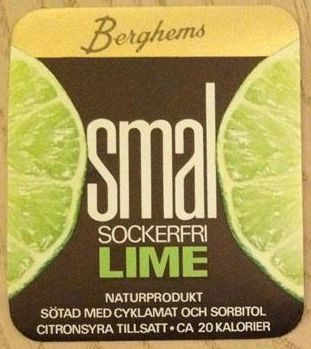 Berghems
smal
SOCKERFRI
LIME
NATURPRODUKT
SÖTAD MED CYKLAMAT OCH SORBITOL
CITRONSYRA TILLSATT • CA 20 KALORIER